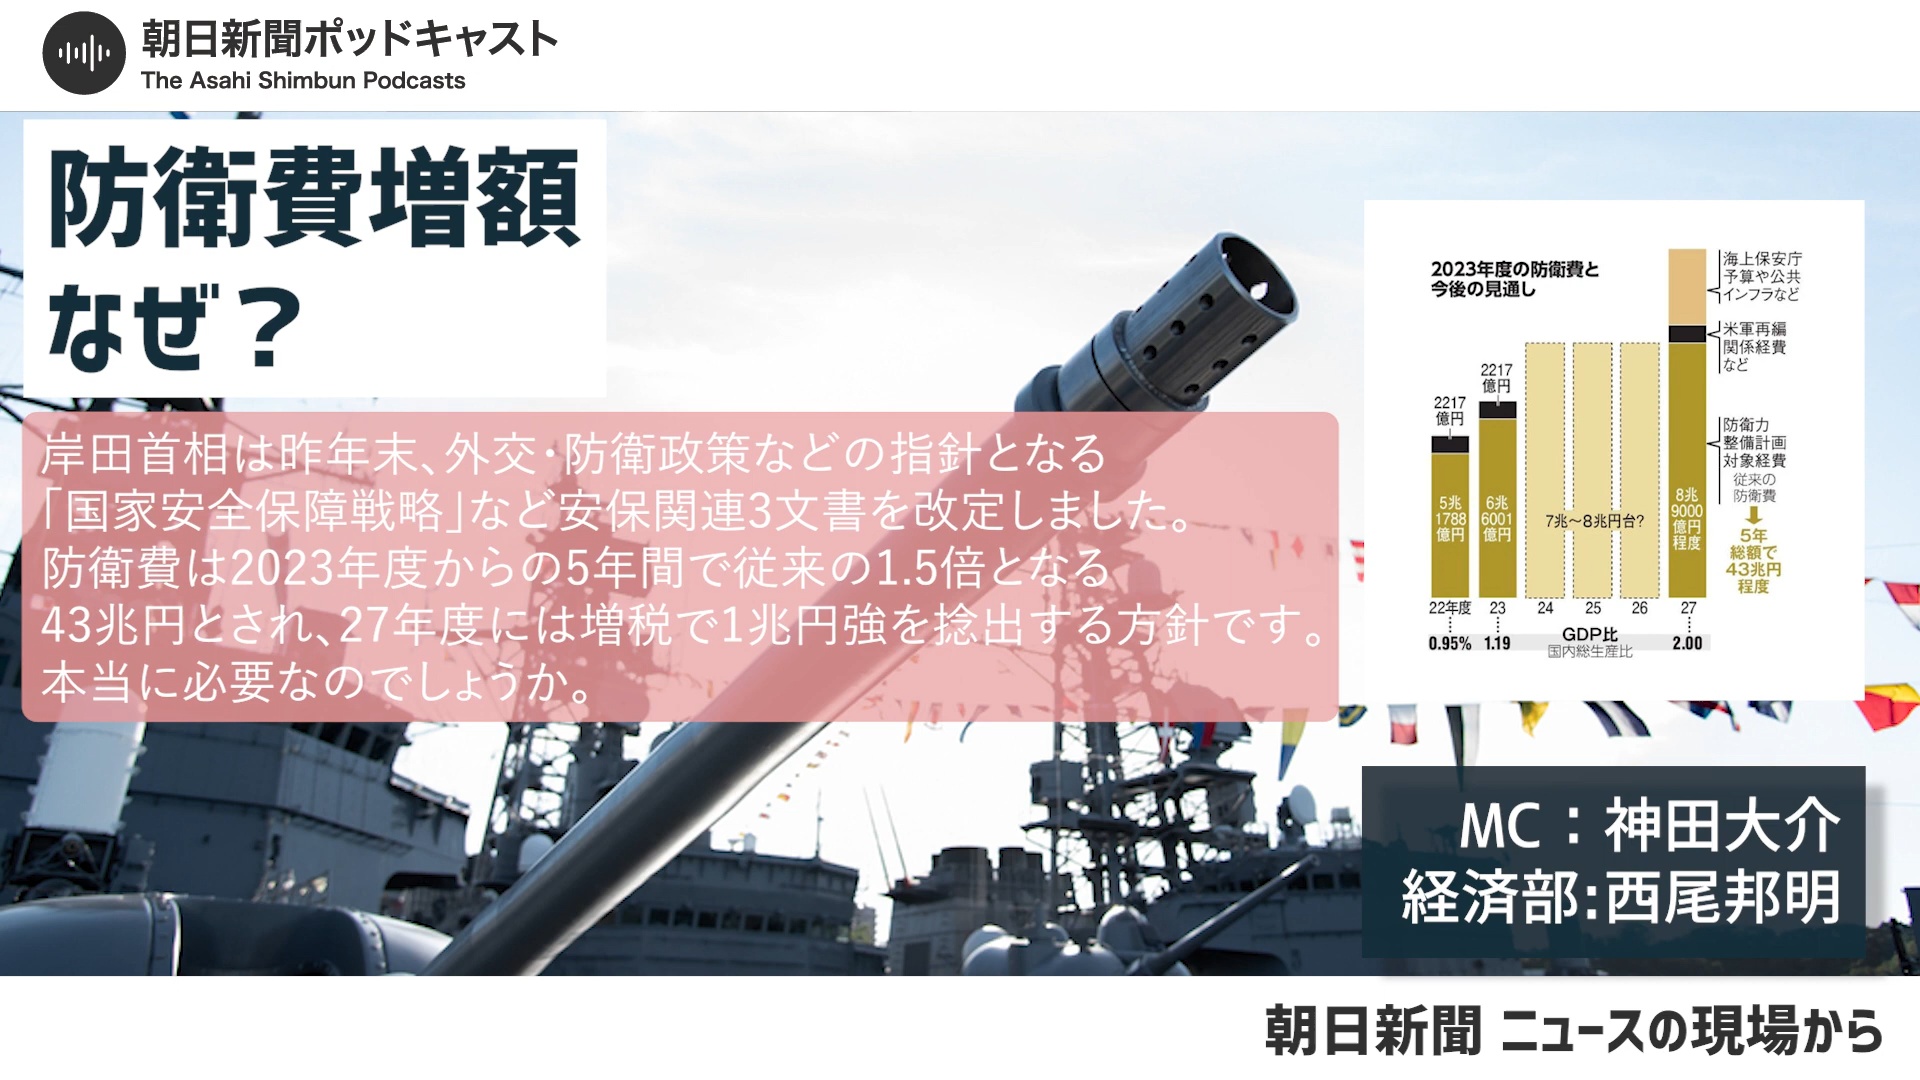 朝日新聞ポッドキャスト
The Asahi Shimbun Podcasts
防衛費増額
なぜ？
岸田首相は昨年末、外交・防衛政策などの指針となる
「国家安全保障戦略」など安保関連3文書を改定しました。
防衛費は2023年度からの5年間で従来の1.5倍となる
43兆円とされ、27年度には増税で1兆円強を捻出する方針です。
本当に必要なのでしょうか。
2023年度の防衛費と
今後の見通し
海上保安庁
予算や公共
インフラなど
米軍再編
関係経費
など
2217
億円
2217
億円
防衛力
整備計画
対象経費
従来の
防衛費
5年
総額で
43兆円
程度
5兆
1788
億円
6兆
6001
億円
7兆～8兆円台?
8兆
9000
億円
程度
22年度 23 24 25 26 27
0.95% 1.19 GDP比 2.00
国内総生産比
MC：神田大介
経済部:西尾邦明
朝日新聞 ニュースの現場から